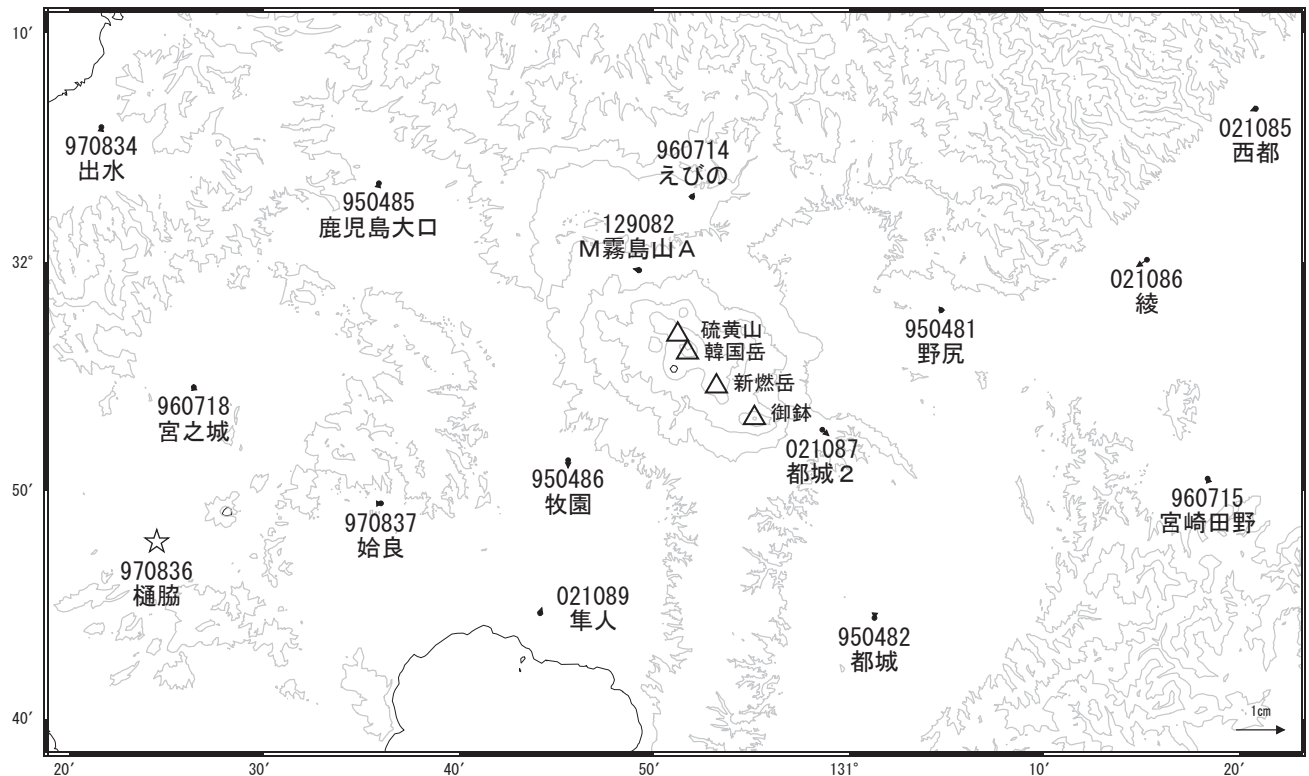 10′
970834
出水
950485
鹿児島大口
960714
えびの
021085
西都
129082
M霧島山A
32°
021086
綾
950481
野尻
硫黄山
韓国岳
新燃岳
御鉢
960718
宮之城
021087
都城2
950486
牧園
50′
970837
姶良
960715
宮崎田野
970836
樋脇
021089
隼人
950482
都城
40′
1cm
20′
30′
40′
50′
131°
10′
20′